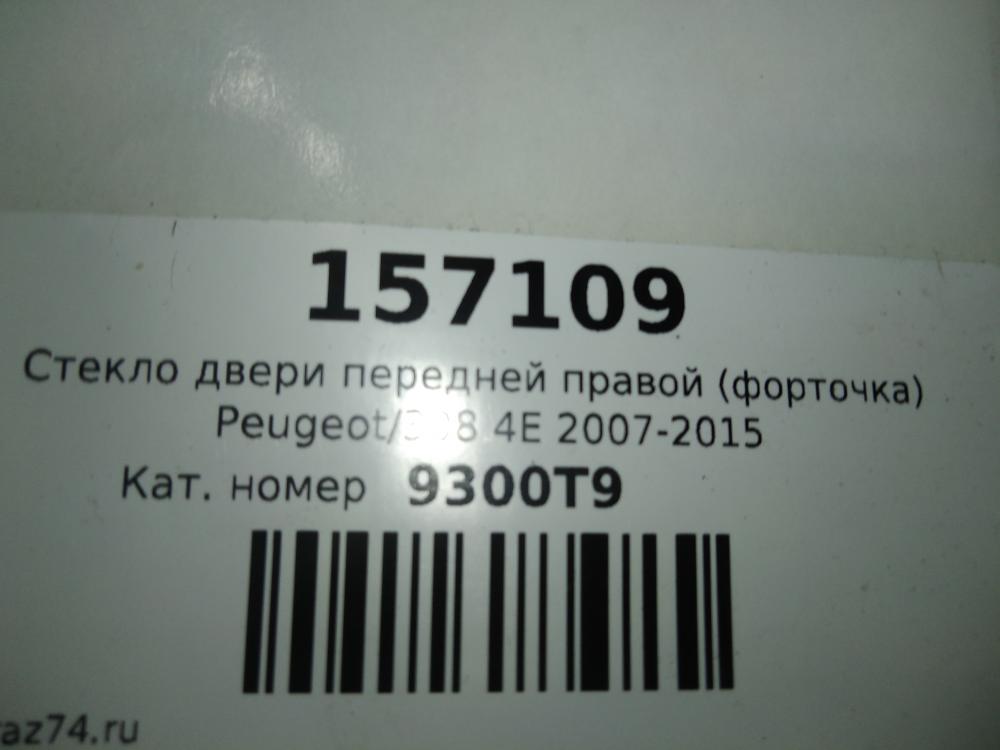 157109
Стекло двери передней правой (форточка)
Peugeot/308 4E 2007-2015
Кат. номер 9300T9
az74.ru